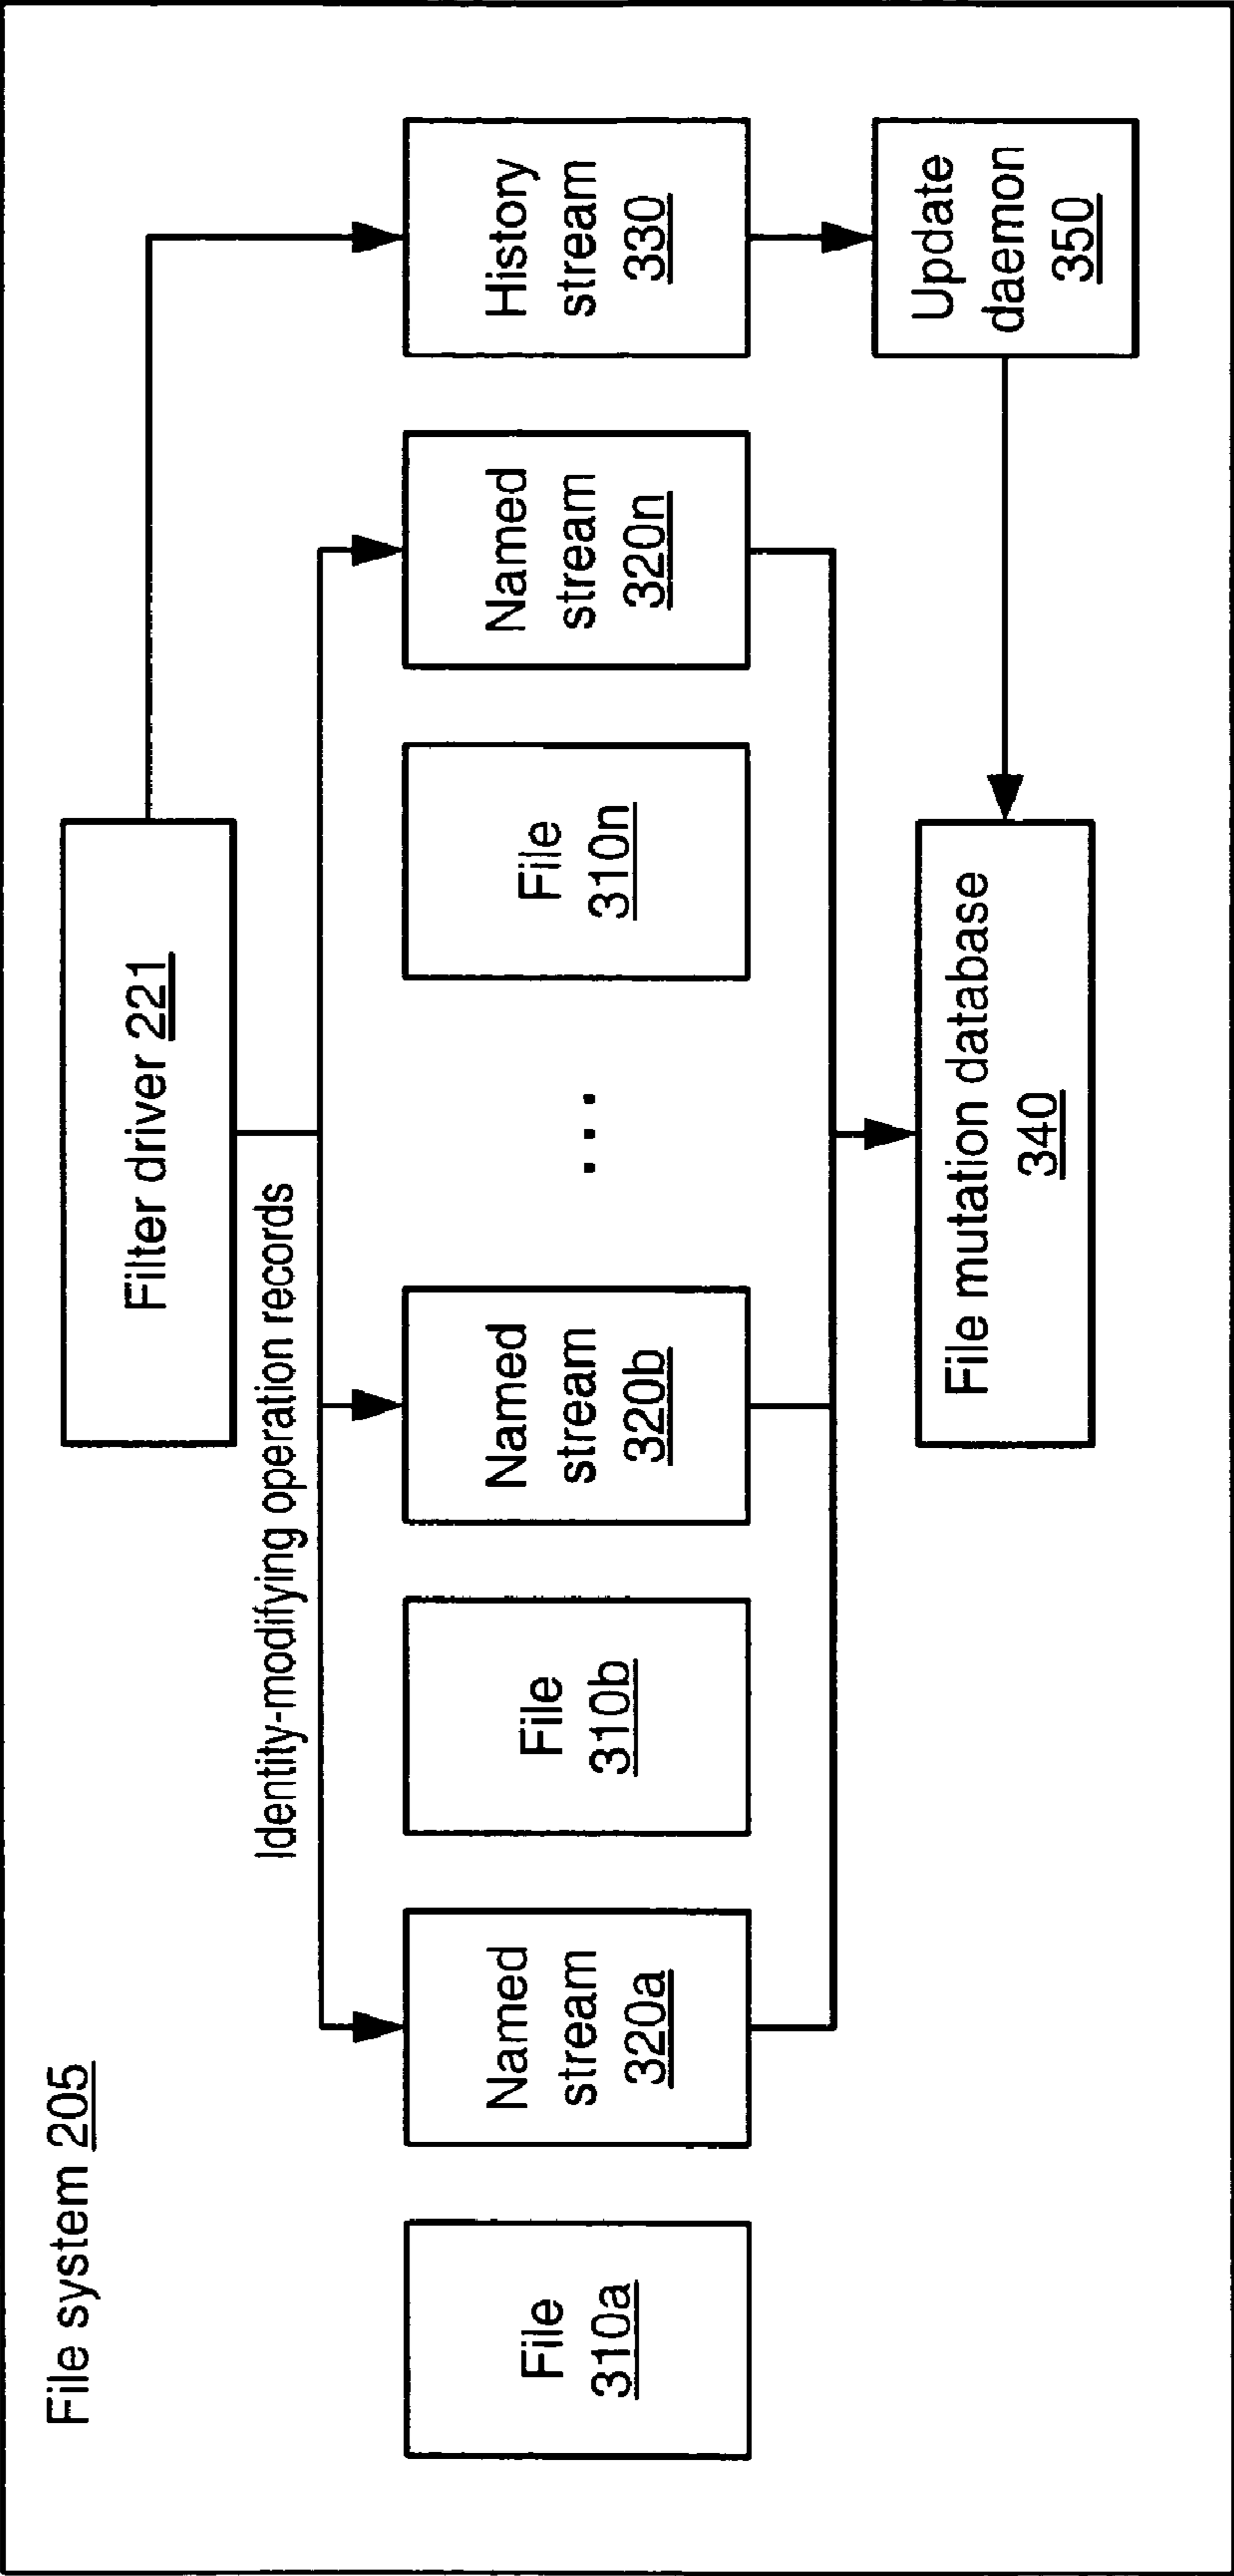 File system 205
Filter driver 221
Identity-modifying operation records
File
310a
Named
stream
320a
File
310b
Named
stream
320b
...
File
310n
Named
stream
320n
History
stream
330
File mutation database
340
Update
daemon
350